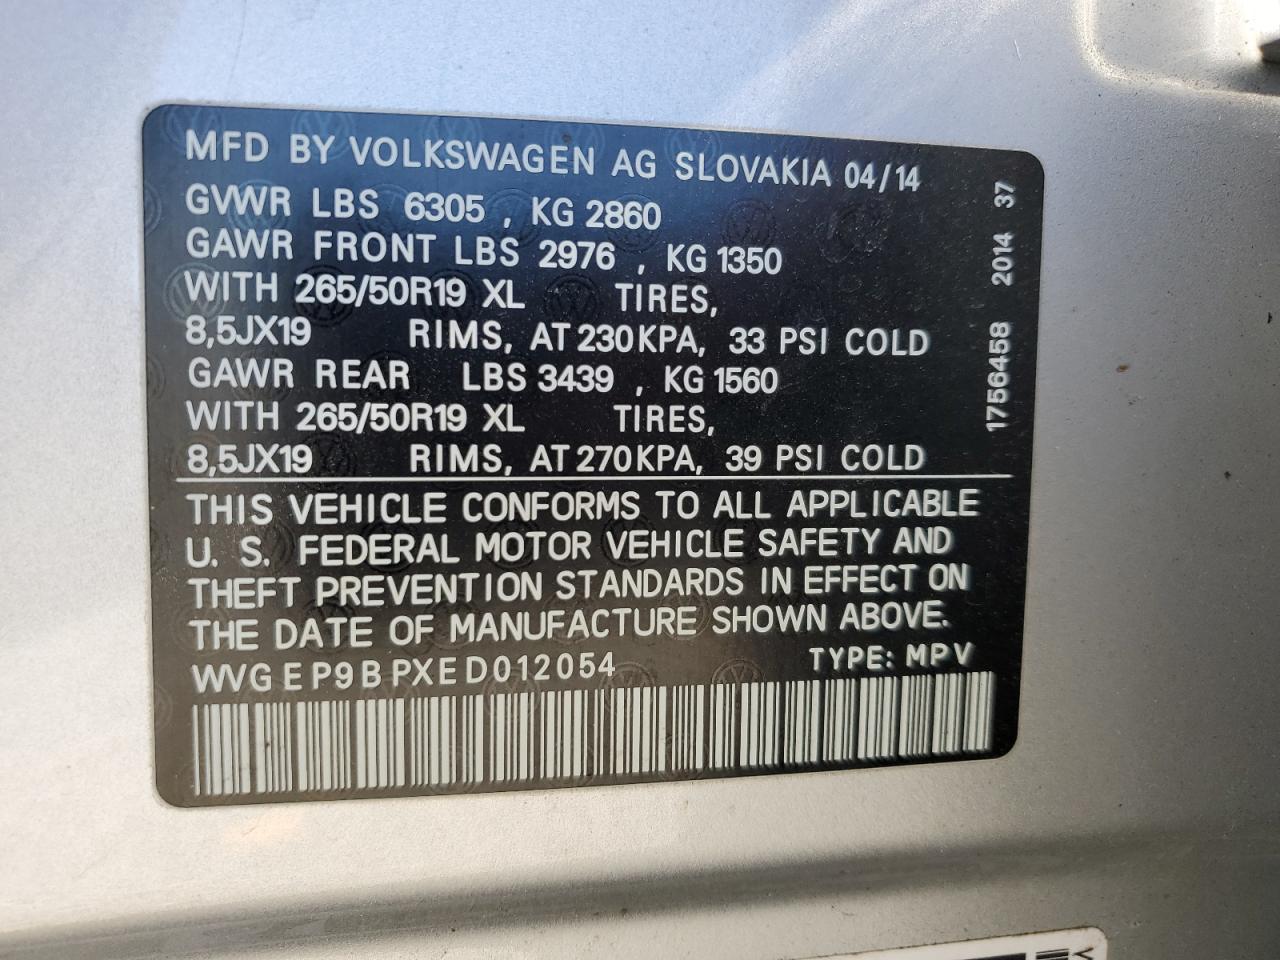 MFD BY VOLKSWAGEN AG SLOVAKIA 04/14
GVWR LBS 6305 , KG 2860
GAWR FRONT LBS 2976 , KG 1350
WITH 265/50R19 XL TIRES,
8,5JX19 RIMS, AT 230 KPA, 33 PSI COLD
GAWR REAR LBS 3439 , KG 1560
WITH 265/50R19 XL TIRES,
8,5JX19 RIMS, AT 270 KPA, 39 PSI COLD
THIS VEHICLE CONFORMS TO ALL APPLICABLE
U. S. FEDERAL MOTOR VEHICLE SAFETY AND
THEFT PREVENTION STANDARDS IN EFFECT ON
THE DATE OF MANUFACTURE SHOWN ABOVE.
WVGEP9BPXED012054 TYPE: MPV
1756458 2014 37